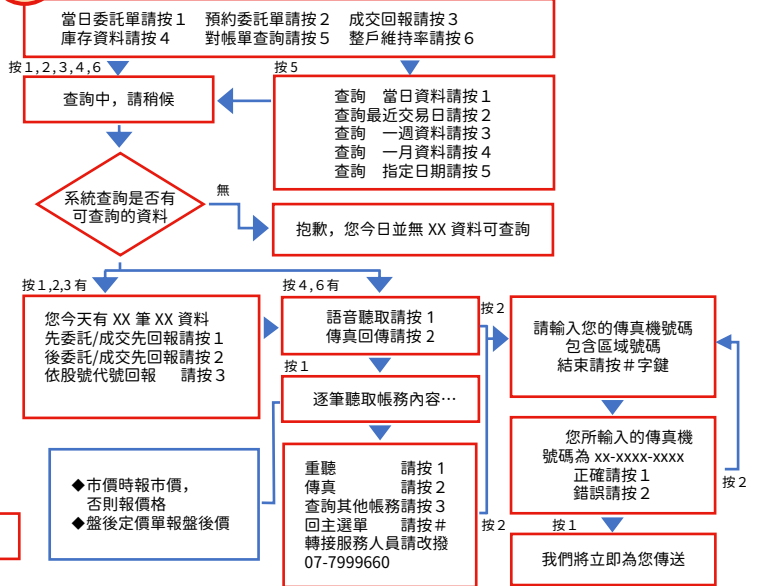 當日委託單請按1 預約委託單請按2 成交回報請按3
庫存資料請按4 對帳單查詢請按5 整戶維持率請按6
按1,2,3,4,6
按5
查詢中，請稍候
查詢 當日資料請按1
查詢最近交易日請按2
查詢 一週資料請按3
查詢 一月資料請按4
查詢 指定日期請按5
系統查詢是否有
可查詢的資料
無
抱歉，您今日並無 XX 資料可查詢
按1,2,3有
按4,6有
您今天有 XX 筆 XX 資料
先委託/成交先回報請按1
後委託/成交先回報請按2
依股號代號回報 請按3
語音聽取請按 1
傳真回傳請按 2
按2
請輸入您的傳真機號碼
包含區域號碼
結束請按＃字鍵
按1
逐筆聽取帳務內容…
您所輸入的傳真機
號碼為 xx-xxxx-xxxx
正確請按1
錯誤請按2
按2
◆市價時報市價，
否則報價格
◆盤後定價單報盤後價
重聽 請按 1
傳真 請按 2
查詢其他帳務請按3
回主選單 請按＃
轉接服務人員請改撥
07-7999660
按2
按1
我們將立即為您傳送